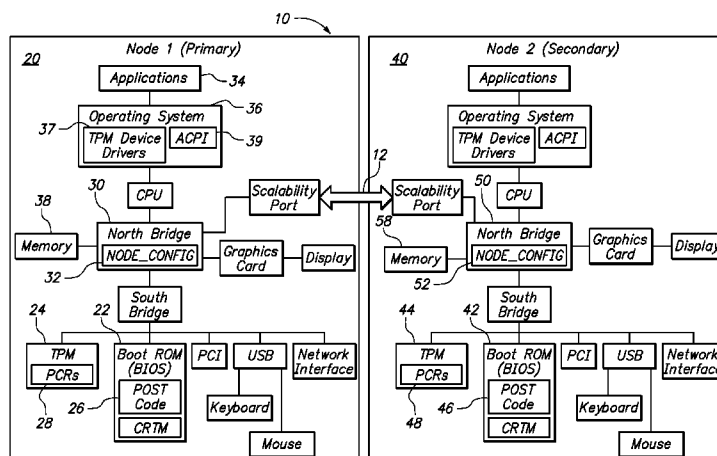 10
Node 1 (Primary)
20
Applications
34
36
Operating System
37
TPM Device
Drivers
ACPI
39
CPU
30
38
Memory
North Bridge
NODE_CONFIG
32
Scalability
Port
Graphics
Card
Display
South
Bridge
24
TPM
PCRs
28
22
Boot ROM
(BIOS)
26
POST
Code
CRTM
PCI
USB
Network
Interface
Keyboard
Mouse
12
Node 2 (Secondary)
40
Applications
Operating System
TPM Device
Drivers
ACPI
CPU
Scalability
Port
50
58
Memory
North Bridge
NODE_CONFIG
52
Graphics
Card
Display
South
Bridge
44
TPM
PCRs
48
42
Boot ROM
(BIOS)
46
POST
Code
CRTM
PCI
USB
Network
Interface
Keyboard
Mouse